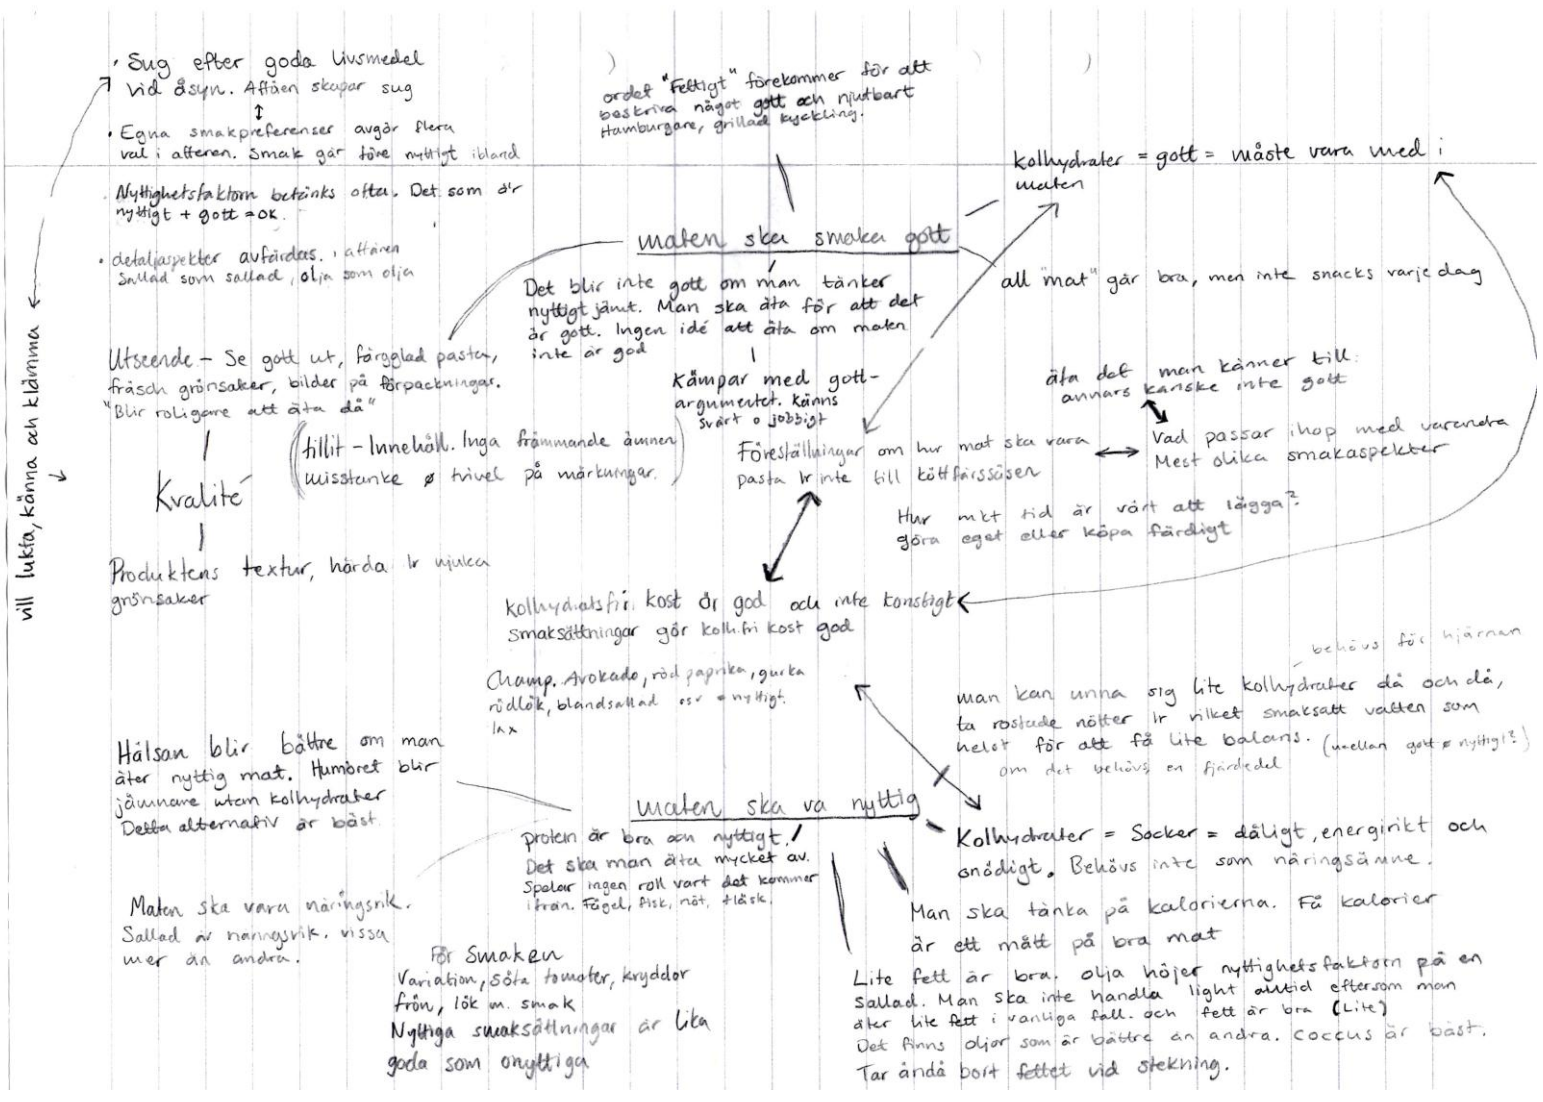 · Sug efter goda livsmedel
vid åsyn. Affären skapar sug
· Egna smakpreferenser avgör flera
val i affären. Smak går före nyttigt ibland
· Nyttighetsfaktorn betänks ofta. Det som är
nyttigt + gott = OK.
· detaljaspekter avfärdas. i affären
Sallad som sallad, olja som olja
vill lukta, känna och klämma
Utseende - Se gott ut, färgglad pasta,
fräsch grönsaker, bilder på förpackningar.
"Blir roligare att äta då"
(tillit - Innehåll. Inga främmande ämnen
misstanke ø tvivel på märkningar.)
Kvalité
Produktens textur, hårda lr mjuka
grönsaker
ordet "Fettigt" förekommer för att
beskriva något gott och njutbart
Hamburgare, grillad kyckling.
maten ska smaka gott
Det blir inte gott om man tänker
nyttigt jämt. Man ska äta för att det
är gott. Ingen idé att äta om maten
inte är god
Kämpar med gott-
argumentet. Känns
svårt o jobbigt
kolhydrater = gott = måste vara med i
maten
all "mat" går bra, men inte snacks varje dag
äta det man känner till.
annars kanske inte gott
Vad passar ihop med varandra
Mest olika smakaspekter
Föreställningar om hur mat ska vara
pasta lr inte till köttfärssåsen
Hur mkt tid är värt att lägga?
göra eget eller köpa färdigt
kolhydratsfri kost är god och inte konstigt
smaksättningar gör kolh.fri kost god
Champ. Avokado, röd paprika, gurka
rödlök, blandsallad osv = nyttigt.
lax
behövs för hjärnan
man kan unna sig lite kolhydrater då och då,
ta rostade nötter lr vilket smaksatt vatten som
helst för att få lite balans. (mellan gott ø nyttigt?)
om det behövs en fjärdedel
Hälsan blir bättre om man
äter nyttig mat. Humöret blir
jämnare utan kolhydrater
Detta alternativ är bäst.
maten ska va nyttig
protein är bra och nyttigt!
Det ska man äta mycket av.
Spelar ingen roll vart det kommer
ifrån. Fågel, fisk, nöt, fläsk.
Kolhydrater = Socker = dåligt, energirikt och
onödigt. Behövs inte som näringsämne.
Maten ska vara näringsrik.
Sallad är näringsrik. vissa
mer än andra.
Man ska tänka på kalorierna. Få kalorier
är ett mått på bra mat
För Smaken
Variation, söta tomater, kryddor
frön, lök m. smak
Nyttiga smaksättningar är lika
goda som onyttiga
Lite fett är bra. olja höjer nyttighetsfaktorn på en
sallad. Man ska inte handla light alltid eftersom man
äter lite fett i vanliga fall. och fett är bra (Lite)
Det finns oljor som är bättre än andra. coccus är bäst.
Tar ändå bort fettet vid stekning.